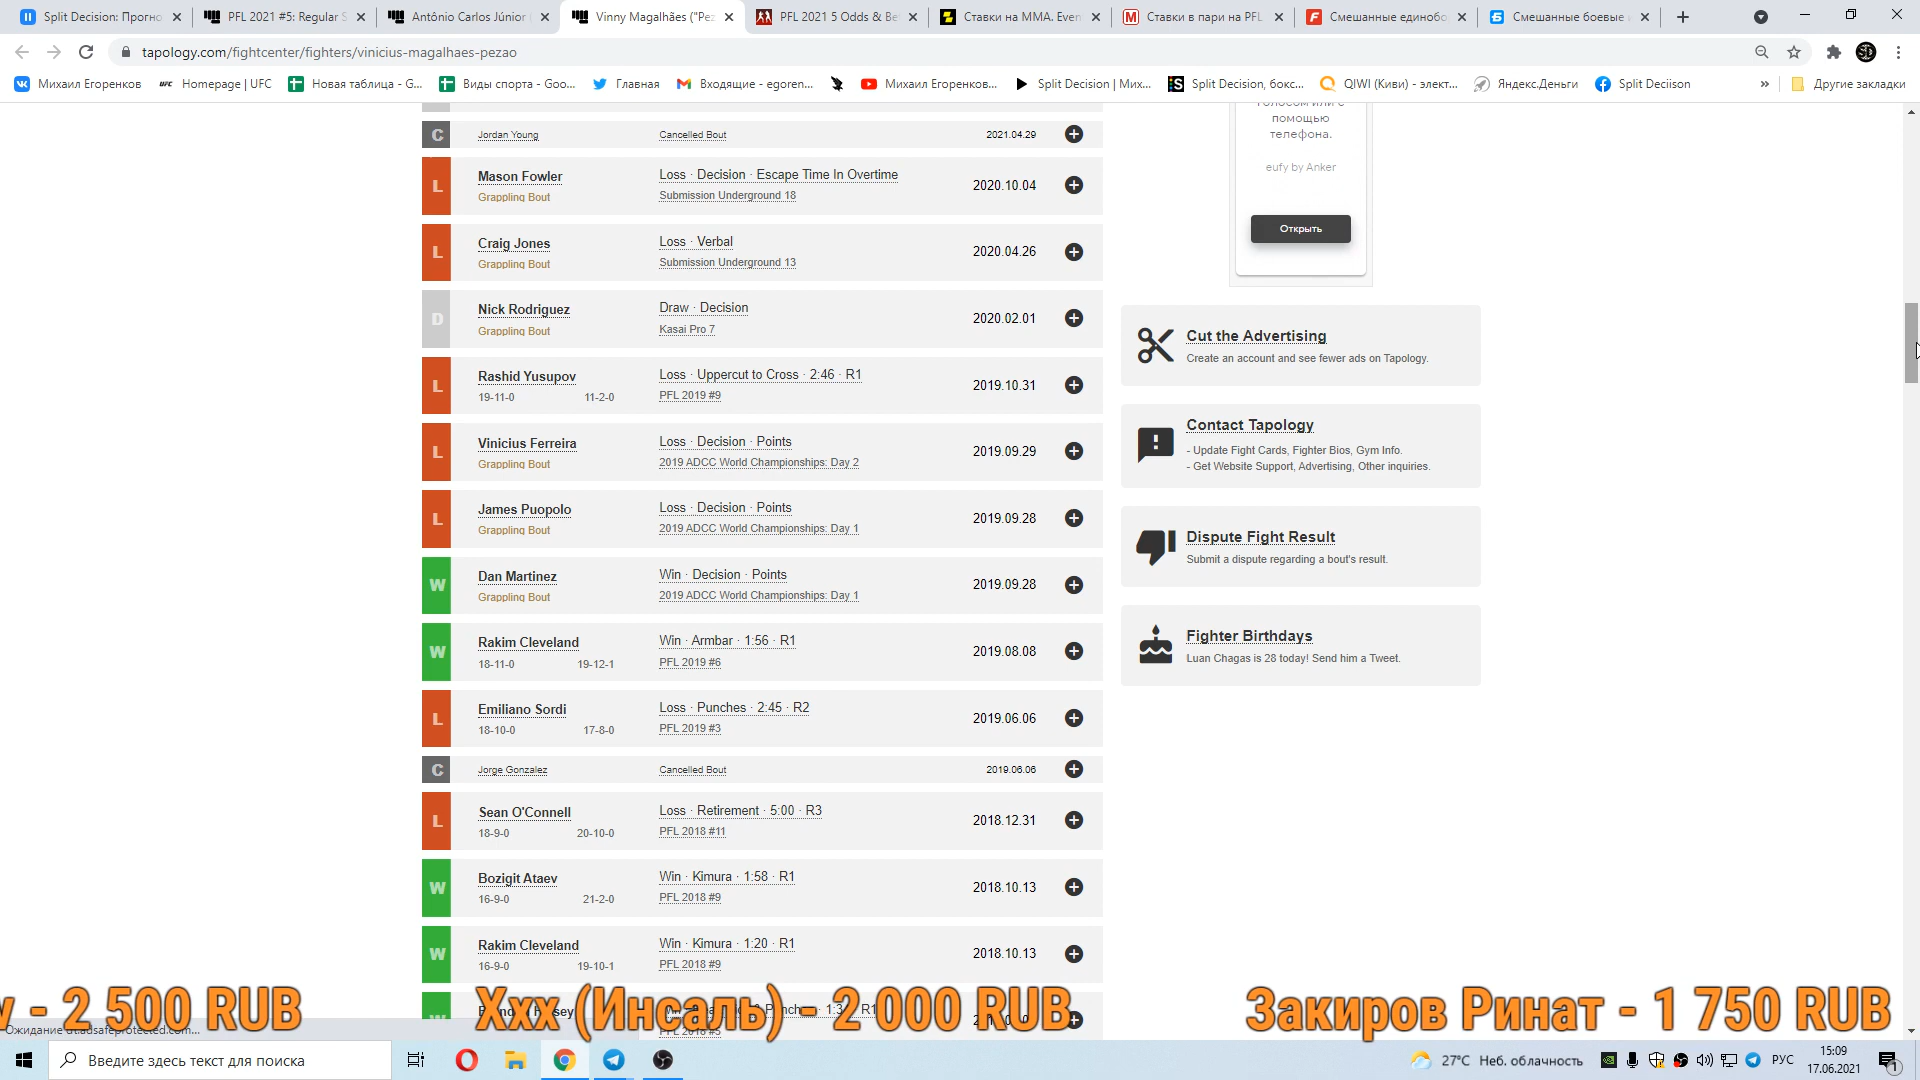 Split Decision: Прогно
PFL 2021 #5: Regular S
Antônio Carlos Júnior
Vinny Magalhães ("Pez
PFL 2021 5 Odds & Be
Ставки на ММА. Even
Ставки в пари на PFL
Смешанные единобо
Смешанные боевые
tapology.com/fightcenter/fighters/vinicius-magalhaes-pezao
Михаил Егоренков
Homepage | UFC
Новая таблица - G...
Виды спорта - Goo...
Главная
Входящие - egoren...
Михаил Егоренков...
Split Decision | Мих...
Split Decision, бокс...
QIWI (Киви) - элект...
Яндекс.Деньги
Split Deciison
»
Другие закладки
C Jordan Young Cancelled Bout 2021.04.29
L Mason Fowler Loss · Decision · Escape Time In Overtime 2020.10.04
Grappling Bout Submission Underground 18
L Craig Jones Loss · Verbal 2020.04.26
Grappling Bout Submission Underground 13
D Nick Rodriguez Draw · Decision 2020.02.01
Grappling Bout Kasai Pro 7
L Rashid Yusupov Loss · Uppercut to Cross · 2:46 · R1 2019.10.31
19-11-0 11-2-0 PFL 2019 #9
L Vinicius Ferreira Loss · Decision · Points 2019.09.29
Grappling Bout 2019 ADCC World Championships: Day 2
L James Puopolo Loss · Decision · Points 2019.09.28
Grappling Bout 2019 ADCC World Championships: Day 1
W Dan Martinez Win · Decision · Points 2019.09.28
Grappling Bout 2019 ADCC World Championships: Day 1
W Rakim Cleveland Win · Armbar · 1:56 · R1 2019.08.08
18-11-0 19-12-1 PFL 2019 #6
L Emiliano Sordi Loss · Punches · 2:45 · R2 2019.06.06
18-10-0 17-8-0 PFL 2019 #3
C Jorge Gonzalez Cancelled Bout 2019.06.06
L Sean O'Connell Loss · Retirement · 5:00 · R3 2018.12.31
18-9-0 20-10-0 PFL 2018 #11
W Bozigit Ataev Win · Kimura · 1:58 · R1 2018.10.13
16-9-0 21-2-0 PFL 2018 #9
W Rakim Cleveland Win · Kimura · 1:20 · R1 2018.10.13
16-9-0 19-10-1 PFL 2018 #9
голосом или с
помощью
телефона.
eufy by Anker
Открыть
Cut the Advertising
Create an account and see fewer ads on Tapology.
Contact Tapology
- Update Fight Cards, Fighter Bios, Gym Info.
- Get Website Support, Advertising, Other inquiries.
Dispute Fight Result
Submit a dispute regarding a bout's result.
Fighter Birthdays
Luan Chagas is 28 today! Send him a Tweet.
у - 2 500 RUB
Xxx (Инсаль) - 2 000 RUB
Закиров Ринат - 1 750 RUB
Введите здесь текст для поиска
27°C Неб. облачность
РУС
15:09
17.06.2021
1